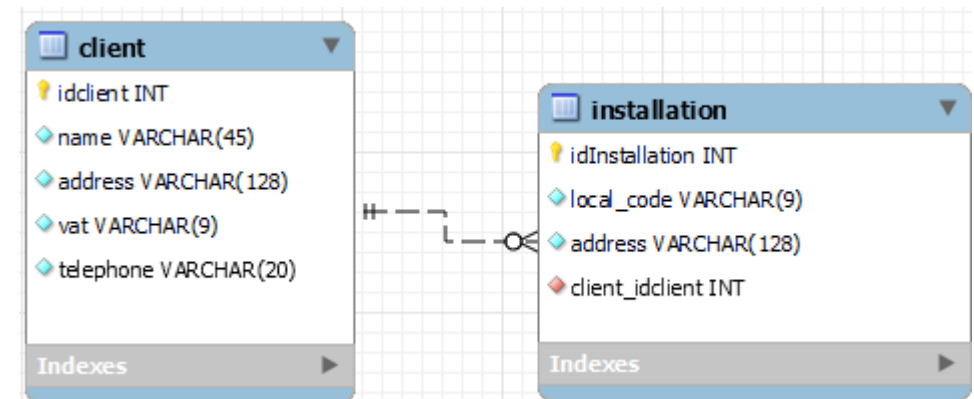 client
idclient INT
name VARCHAR(45)
address VARCHAR(128)
vat VARCHAR(9)
telephone VARCHAR(20)
Indexes
installation
idInstallation INT
local_code VARCHAR(9)
address VARCHAR(128)
client_idclient INT
Indexes